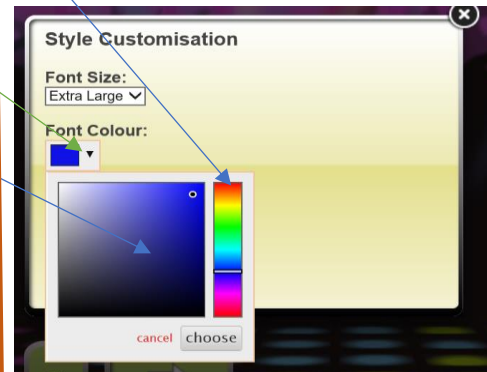 Style Customisation
Font Size:
Extra Large
Font Colour:
cancel choose